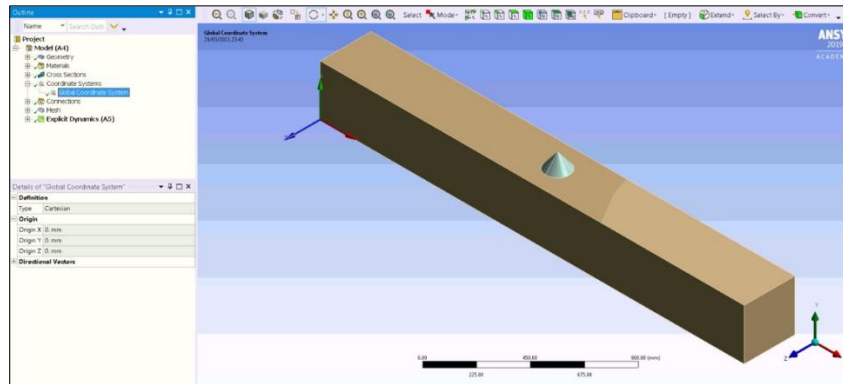 Outline
Name
Search Outli
Select
Mode
Clipboard
[Empty]
Extend
Select By
Convert
Project
Model (A4)
Geometry
Materials
Cross Sections
Coordinate Systems
Global Coordinate System
Connections
Mesh
Explicit Dynamics (A5)
Global Coordinate System
ANSY
2019
ACADEM
Details of "Global Coordinate System"
Definition
Type Cartesian
Origin
Origin X 0. mm
Origin Y 0. mm
Origin Z 0. mm
Directional Vectors
Y
Z
0.00 450.00 900.00 (mm)
225.00 675.00